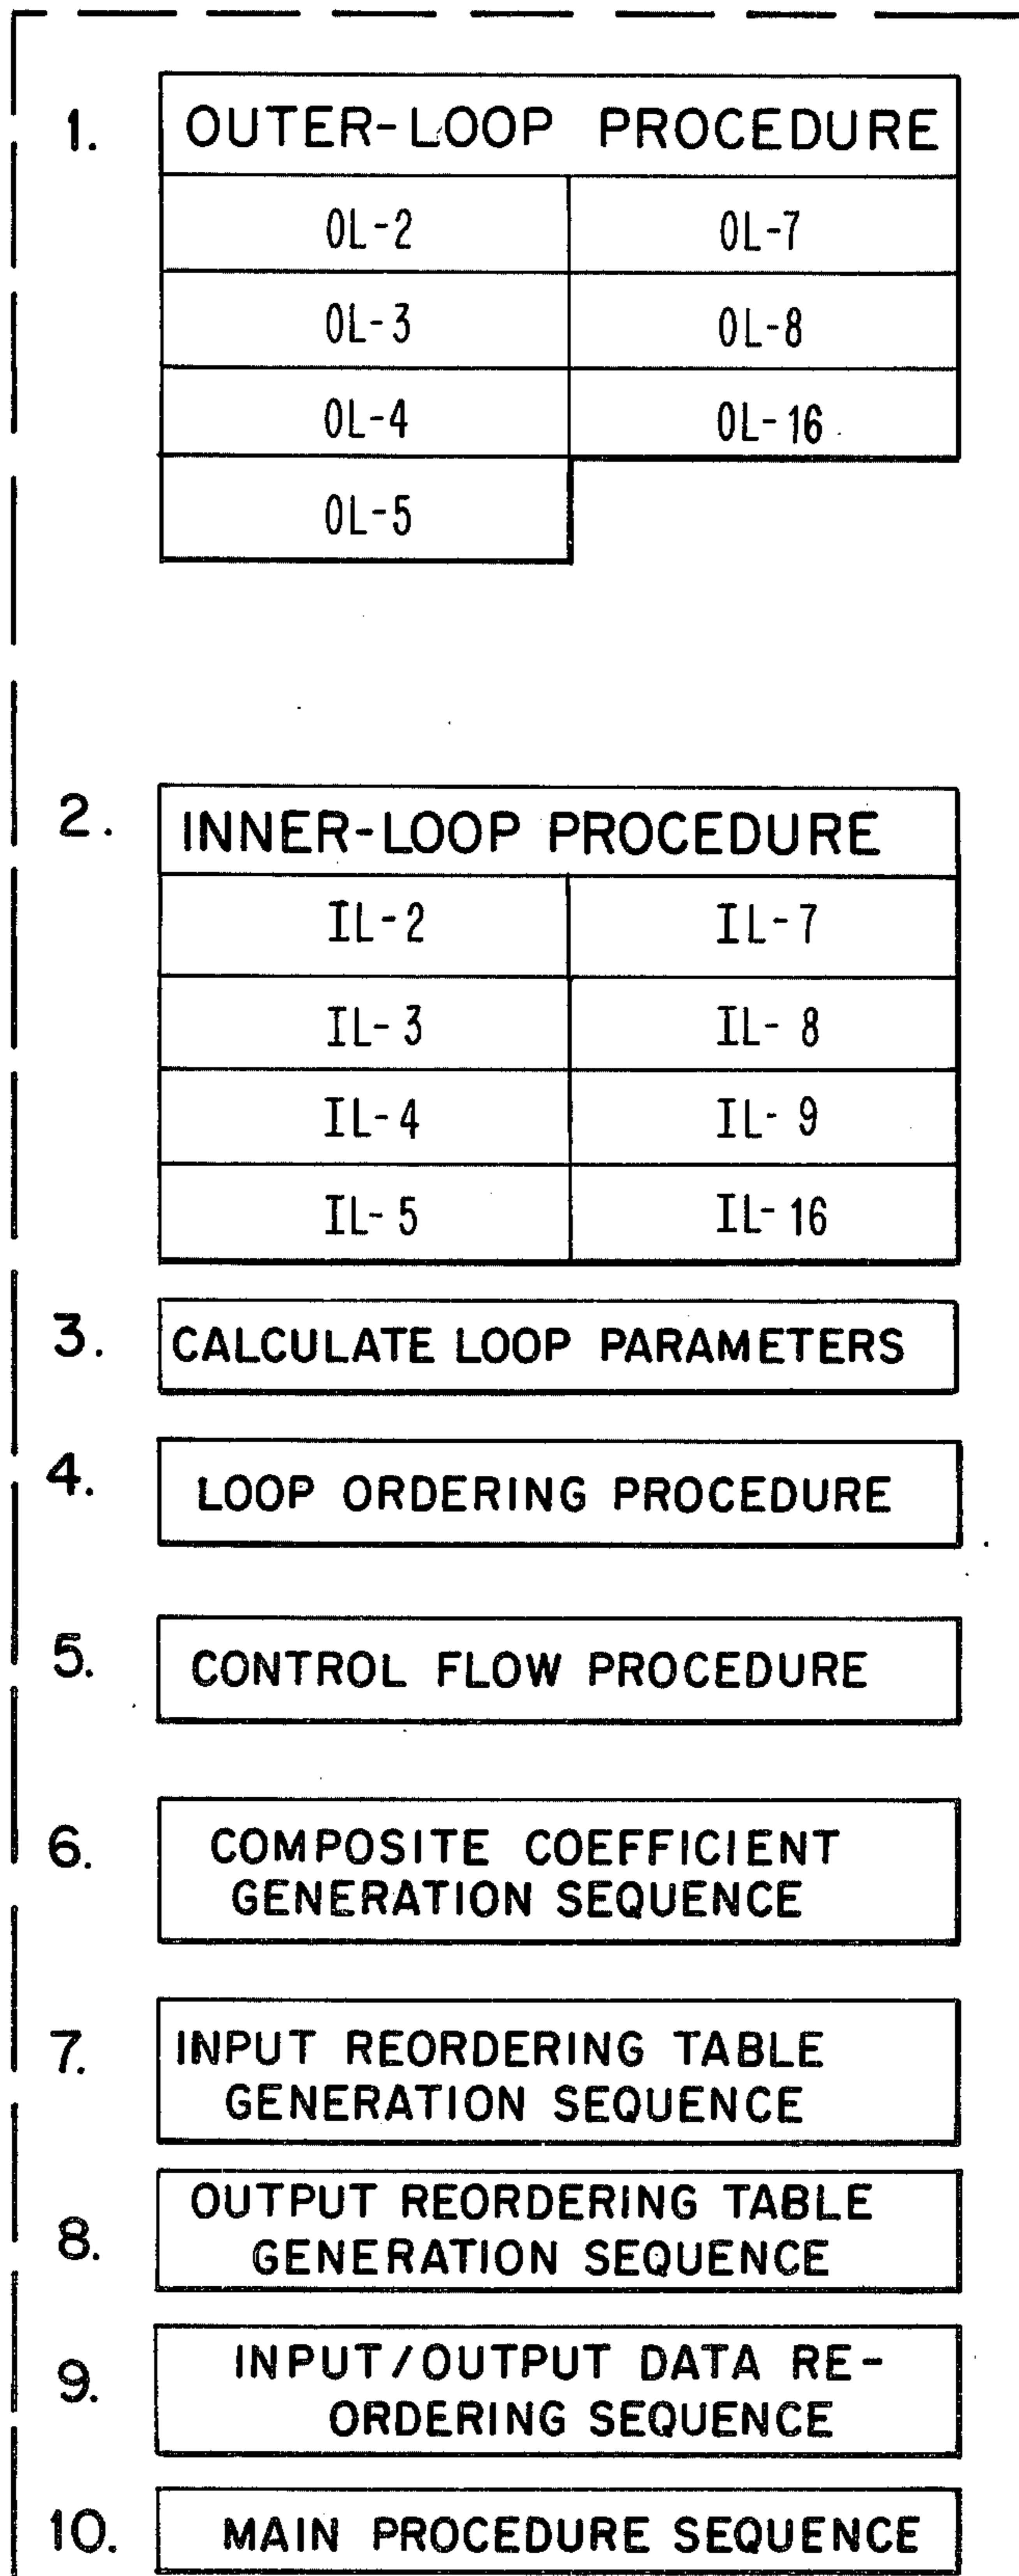 1. OUTER-LOOP PROCEDURE
OL-2 OL-7
OL-3 OL-8
OL-4 OL-16
OL-5
2. INNER-LOOP PROCEDURE
IL-2 IL-7
IL-3 IL-8
IL-4 IL-9
IL-5 IL-16
3. CALCULATE LOOP PARAMETERS
4. LOOP ORDERING PROCEDURE
5. CONTROL FLOW PROCEDURE
6. COMPOSITE COEFFICIENT
GENERATION SEQUENCE
7. INPUT REORDERING TABLE
GENERATION SEQUENCE
8. OUTPUT REORDERING TABLE
GENERATION SEQUENCE
9. INPUT/OUTPUT DATA RE-
ORDERING SEQUENCE
10. MAIN PROCEDURE SEQUENCE